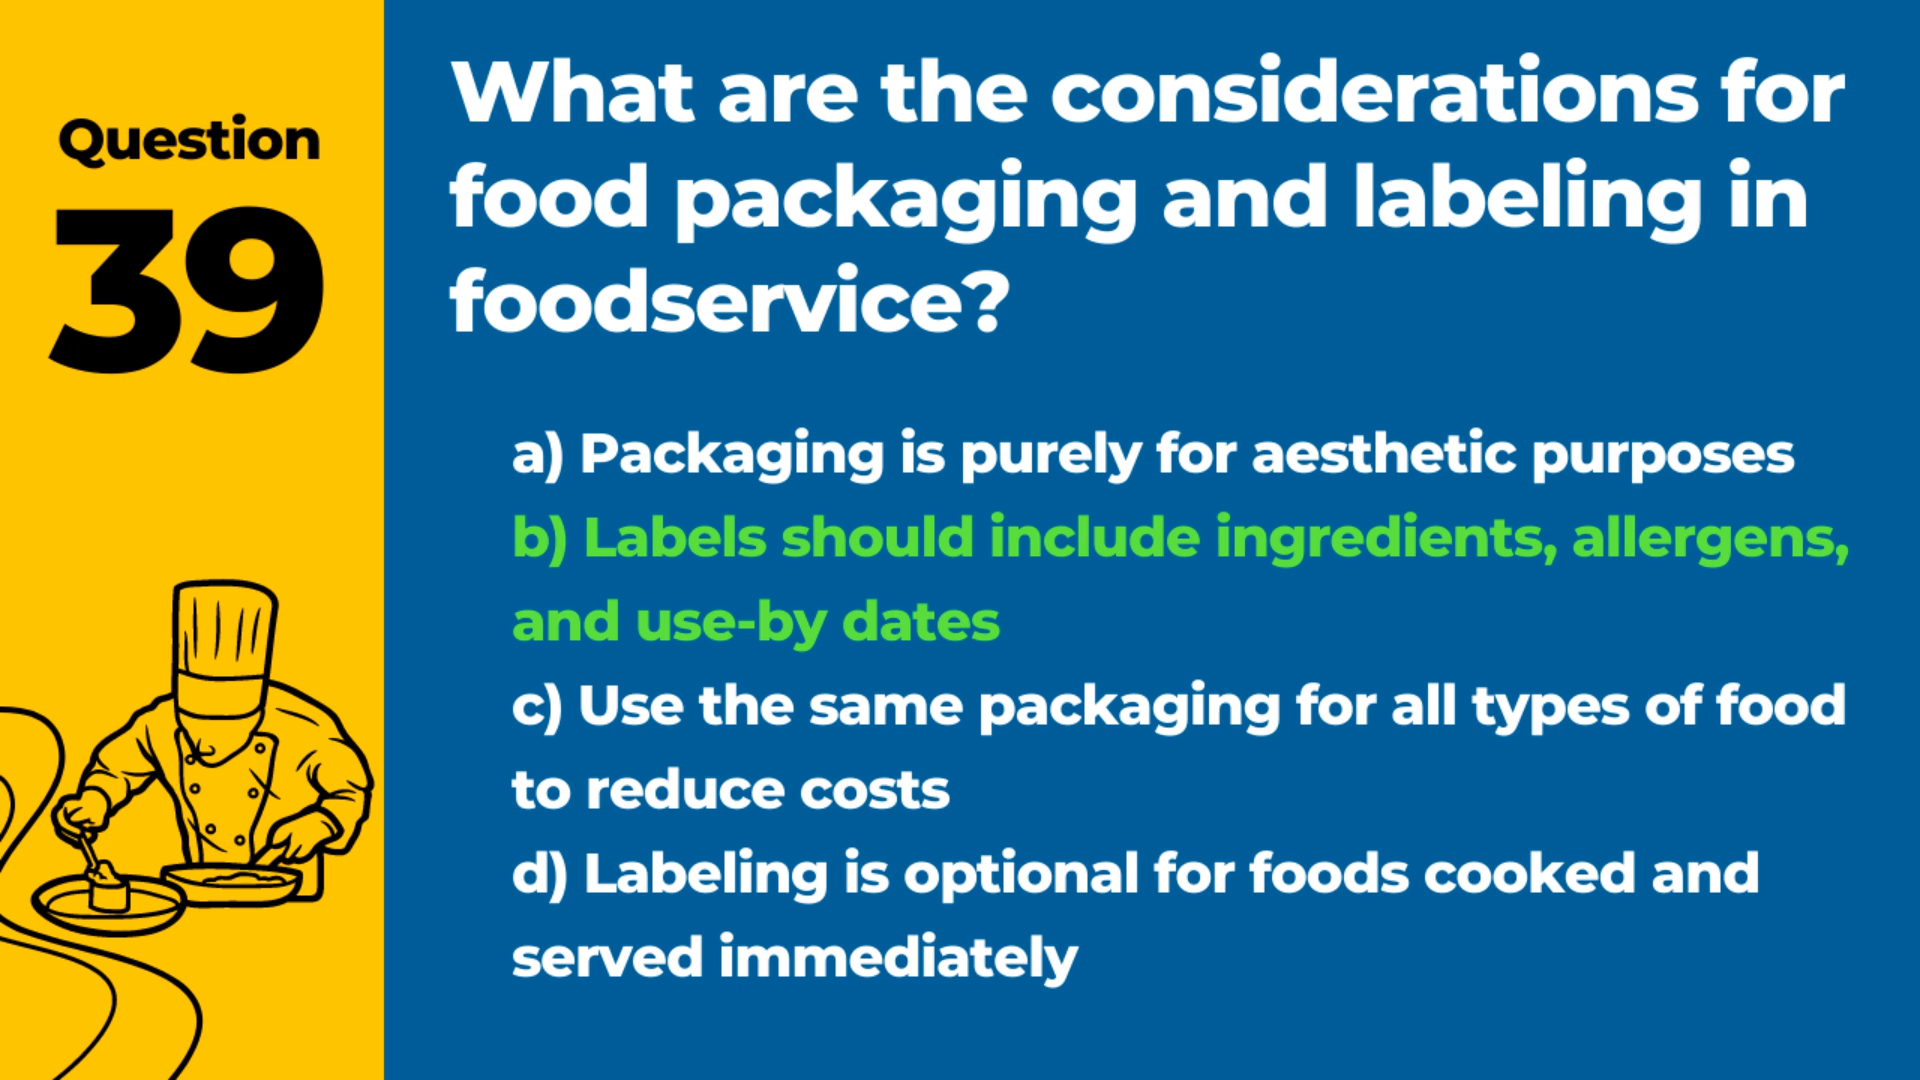 Question
39
What are the considerations for
food packaging and labeling in
foodservice?
a) Packaging is purely for aesthetic purposes
b) Labels should include ingredients, allergens,
and use-by dates
c) Use the same packaging for all types of food
to reduce costs
d) Labeling is optional for foods cooked and
served immediately